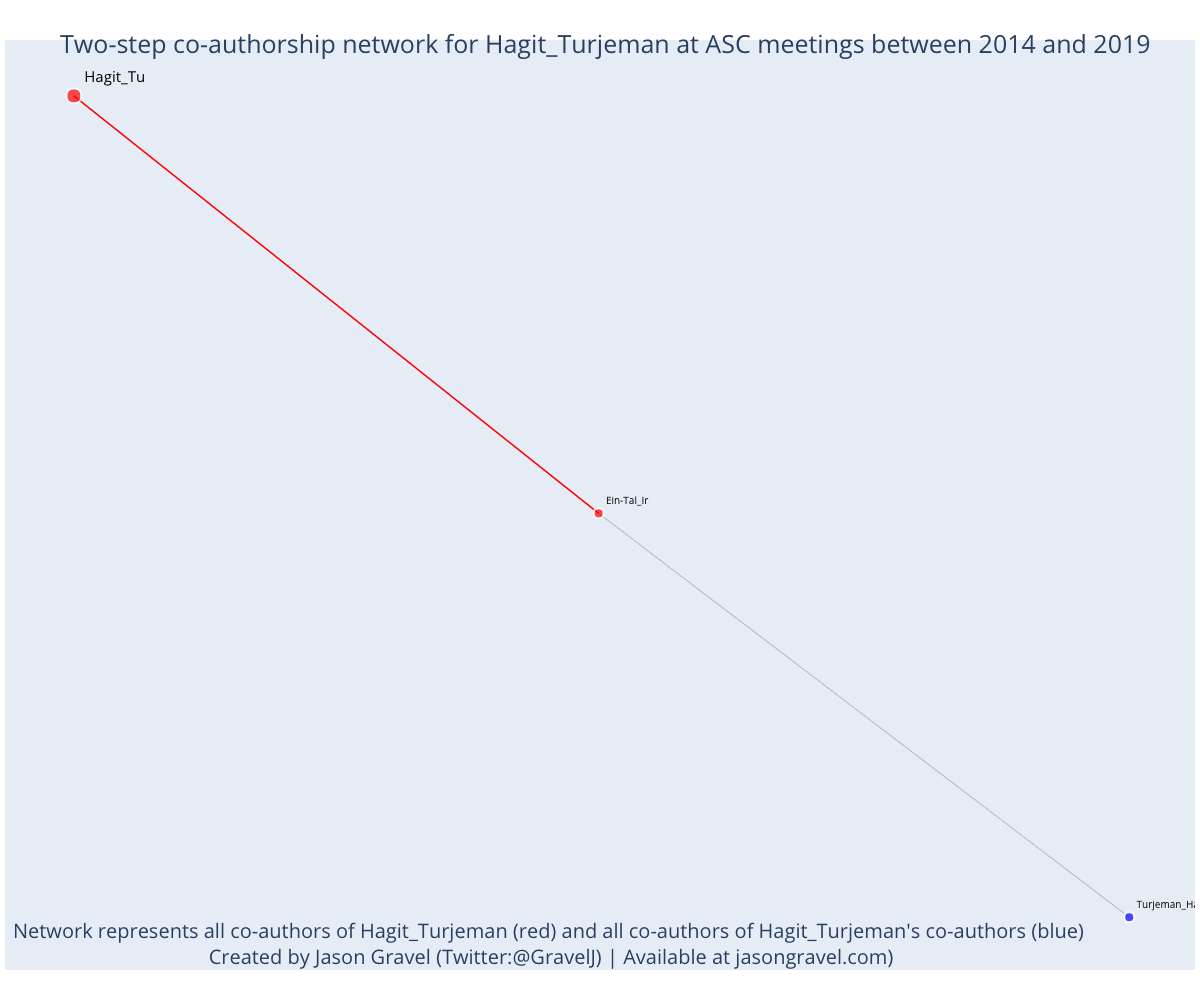 Two-step co-authorship network for Hagit_Turjeman at ASC meetings between 2014 and 2019
Hagit_Tu
Ein-Tal_Ir
Turjeman_Ha
Network represents all co-authors of Hagit_Turjeman (red) and all co-authors of Hagit_Turjeman's co-authors (blue)
Created by Jason Gravel (Twitter:@GravelJ) | Available at jasongravel.com)